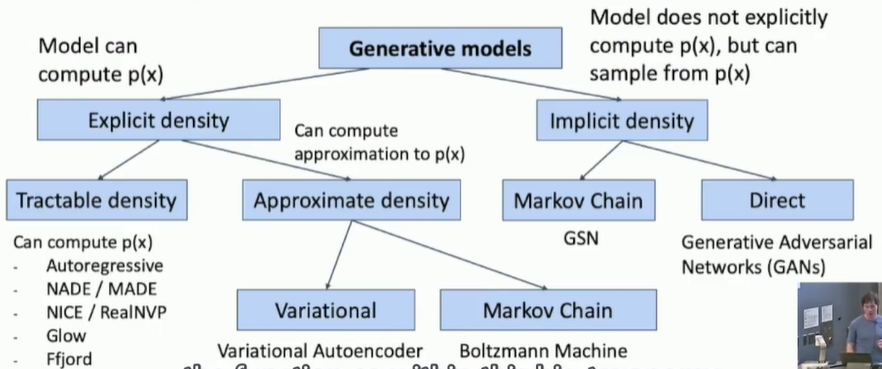 Generative models
Model can
compute p(x)
Model does not explicitly
compute p(x), but can
sample from p(x)
Explicit density
Implicit density
Can compute
approximation to p(x)
Tractable density
Approximate density
Markov Chain
Direct
Can compute p(x)
- Autoregressive
- NADE / MADE
- NICE / RealNVP
- Glow
- Ffjord
GSN
Generative Adversarial
Networks (GANs)
Variational
Markov Chain
Variational Autoencoder
Boltzmann Machine